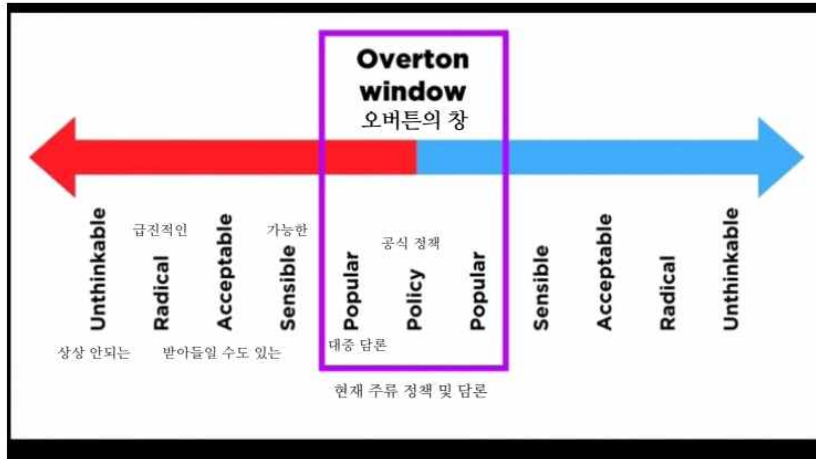 Overton
window
오버튼의 창
급진적인
가능한
공식 정책
Unthinkable
Radical
Acceptable
Sensible
Popular
Policy
Popular
Sensible
Acceptable
Radical
Unthinkable
상상 안되는
받아들일 수도 있는
대중 담론
현재 주류 정책 및 담론